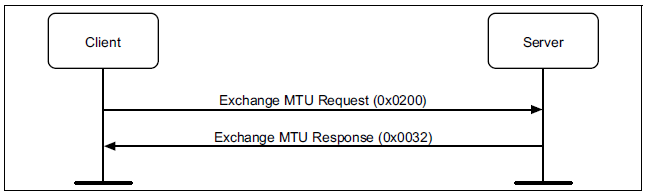 Client
Server
Exchange MTU Request (0x0200)
Exchange MTU Response (0x0032)